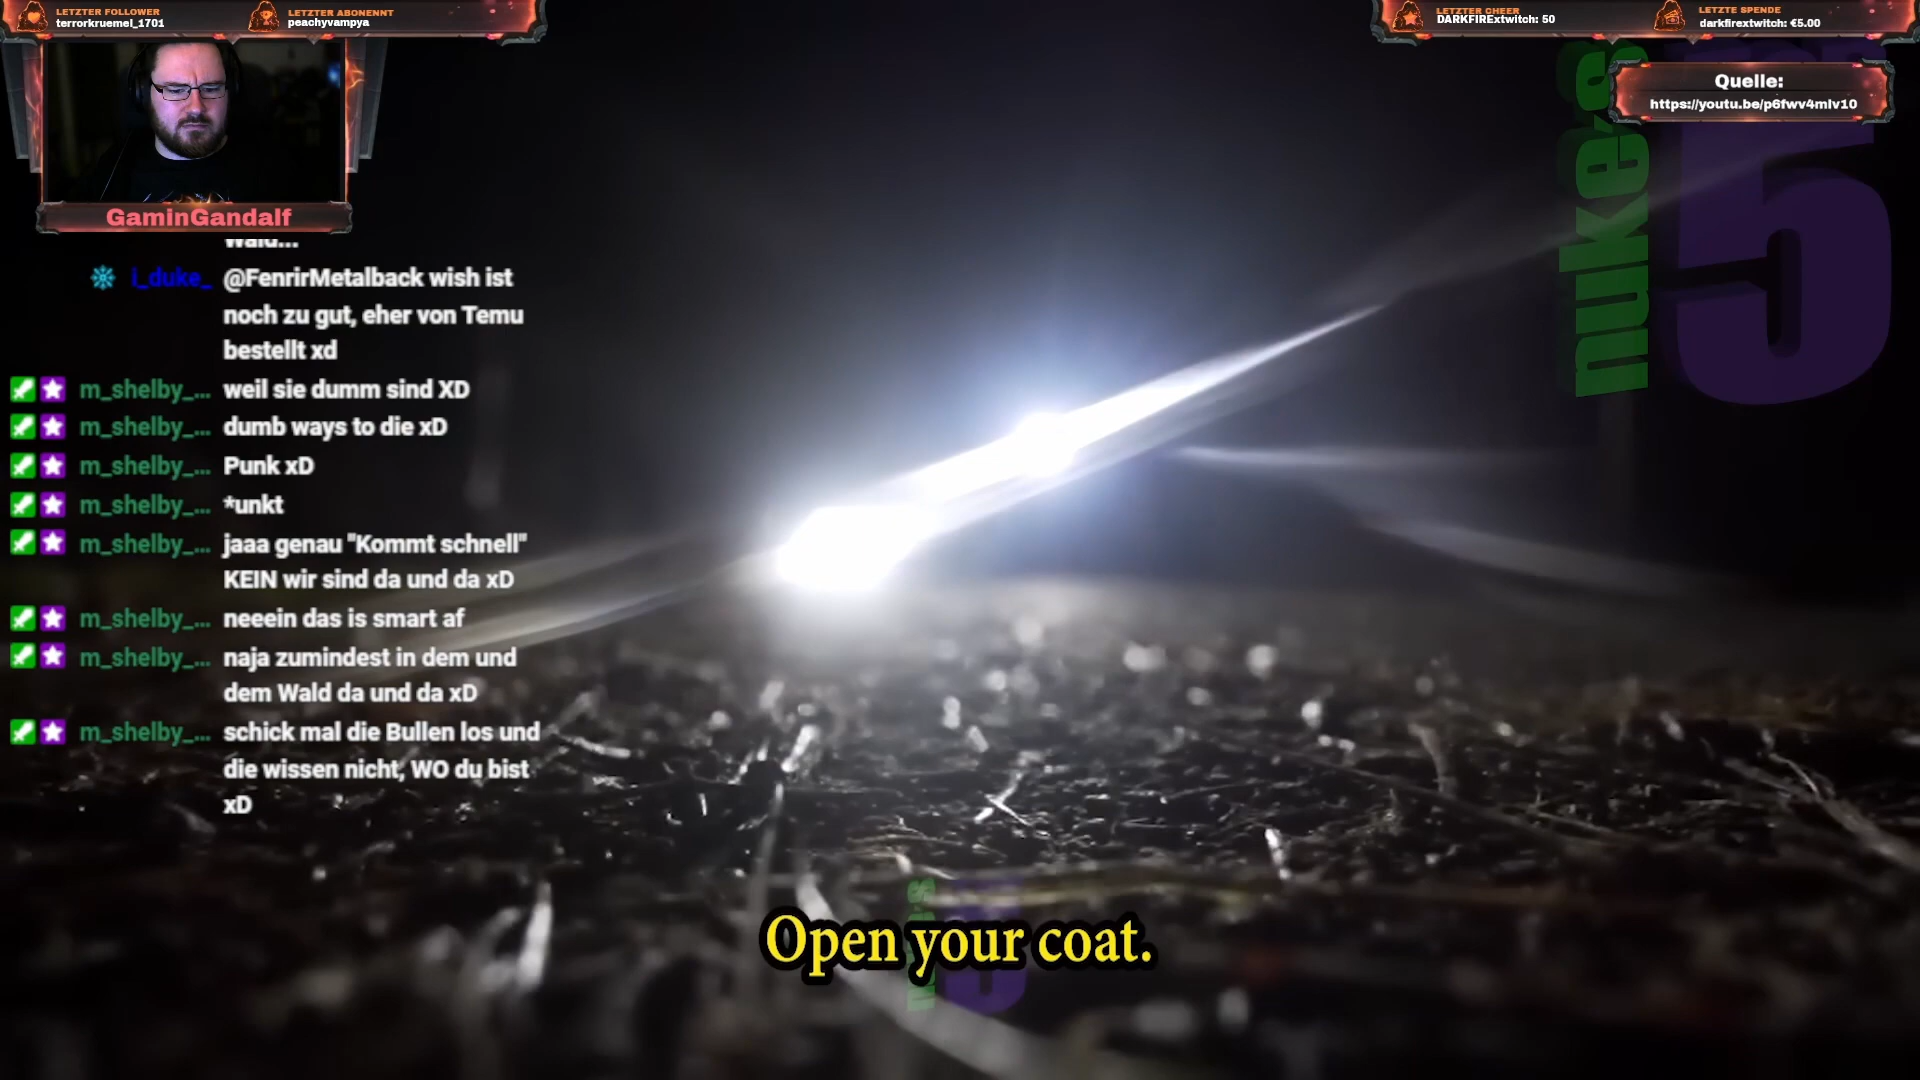 LETZTER FOLLOWER
terrorkruemel_1701
LETZTER ABONENNT
peachyvampya
LETZTER CHEER
DARKFIRExtwitch: 50
LETZTE SPENDE
darkfirextwitch: €5.00
Quelle:
https://youtu.be/p6fwv4mlv10
nuke's
5
GaminGandalf
wald...
i_duke_ @FenrirMetalback wish ist
noch zu gut, eher von Temu
bestellt xd
m_shelby_... weil sie dumm sind XD
m_shelby_... dumb ways to die xD
m_shelby_... Punk xD
m_shelby_... *unkt
m_shelby_... jaaa genau "Kommt schnell"
KEIN wir sind da und da xD
m_shelby_... neeein das is smart af
m_shelby_... naja zumindest in dem und
dem Wald da und da xD
m_shelby_... schick mal die Bullen los und
die wissen nicht, WO du bist
xD
Open your coat.